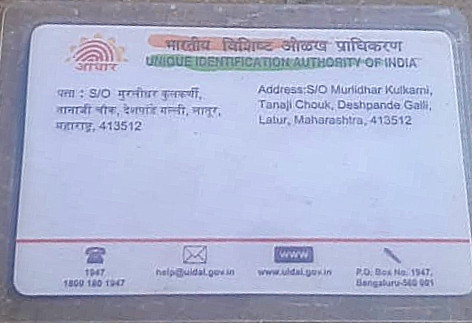 आधार
भारतीय विशिष्ट ओळख प्राधिकरण
UNIQUE IDENTIFICATION AUTHORITY OF INDIA
पत्ता : S/O मुरलीधर कुलकर्णी,
तानाजी चौक, देशपांडे गल्ली, लातूर,
महाराष्ट्र, 413512
Address:S/O Murlidhar Kulkarni,
Tanaji Chouk, Deshpande Galli,
Latur, Maharashtra, 413512
1947
1800 180 1947
help@uidai.gov.in
www
www.uidai.gov.in
P.O. Box No. 1947,
Bengaluru-560 001